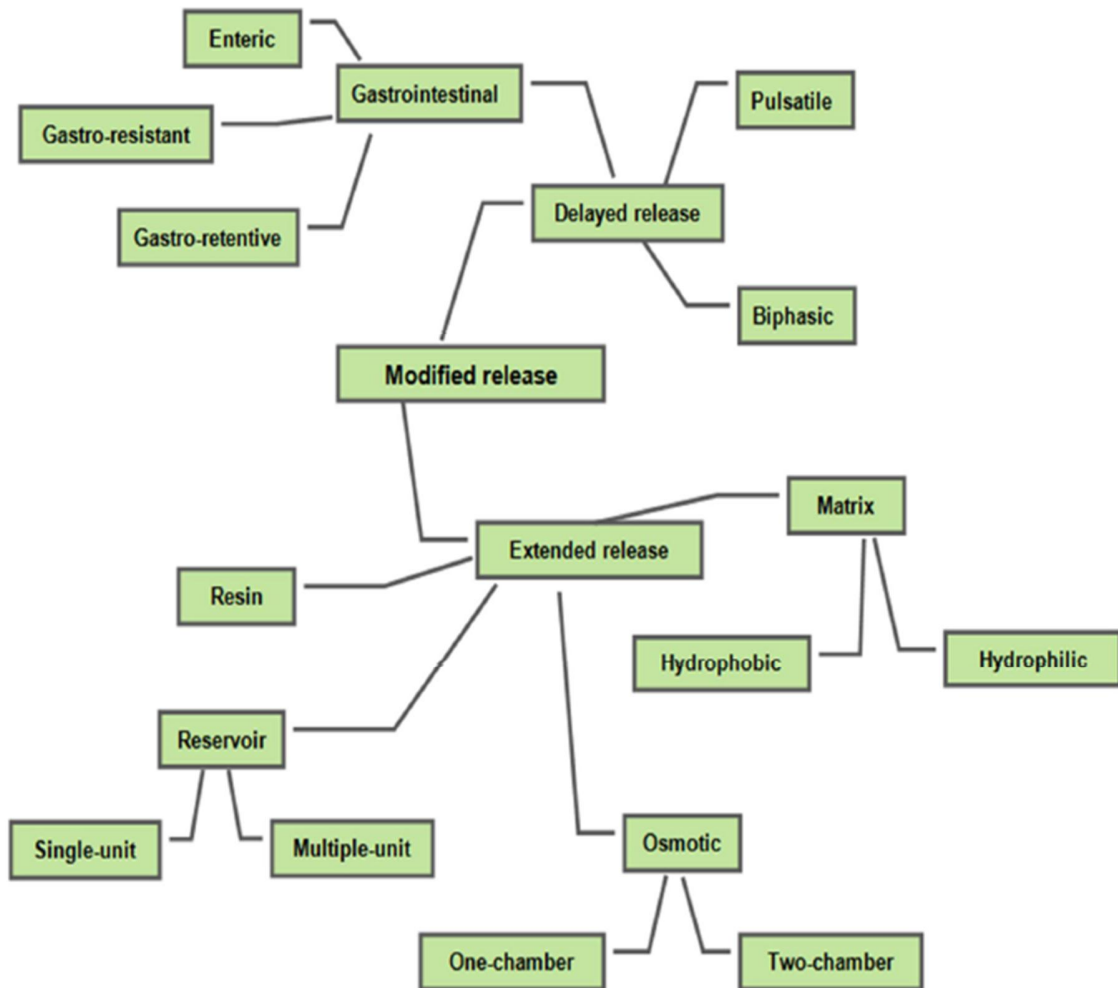 Enteric
Gastrointestinal
Pulsatile
Gastro-resistant
Delayed release
Gastro-retentive
Biphasic
Modified release
Matrix
Extended release
Resin
Hydrophobic
Hydrophilic
Reservoir
Single-unit
Multiple-unit
Osmotic
One-chamber
Two-chamber